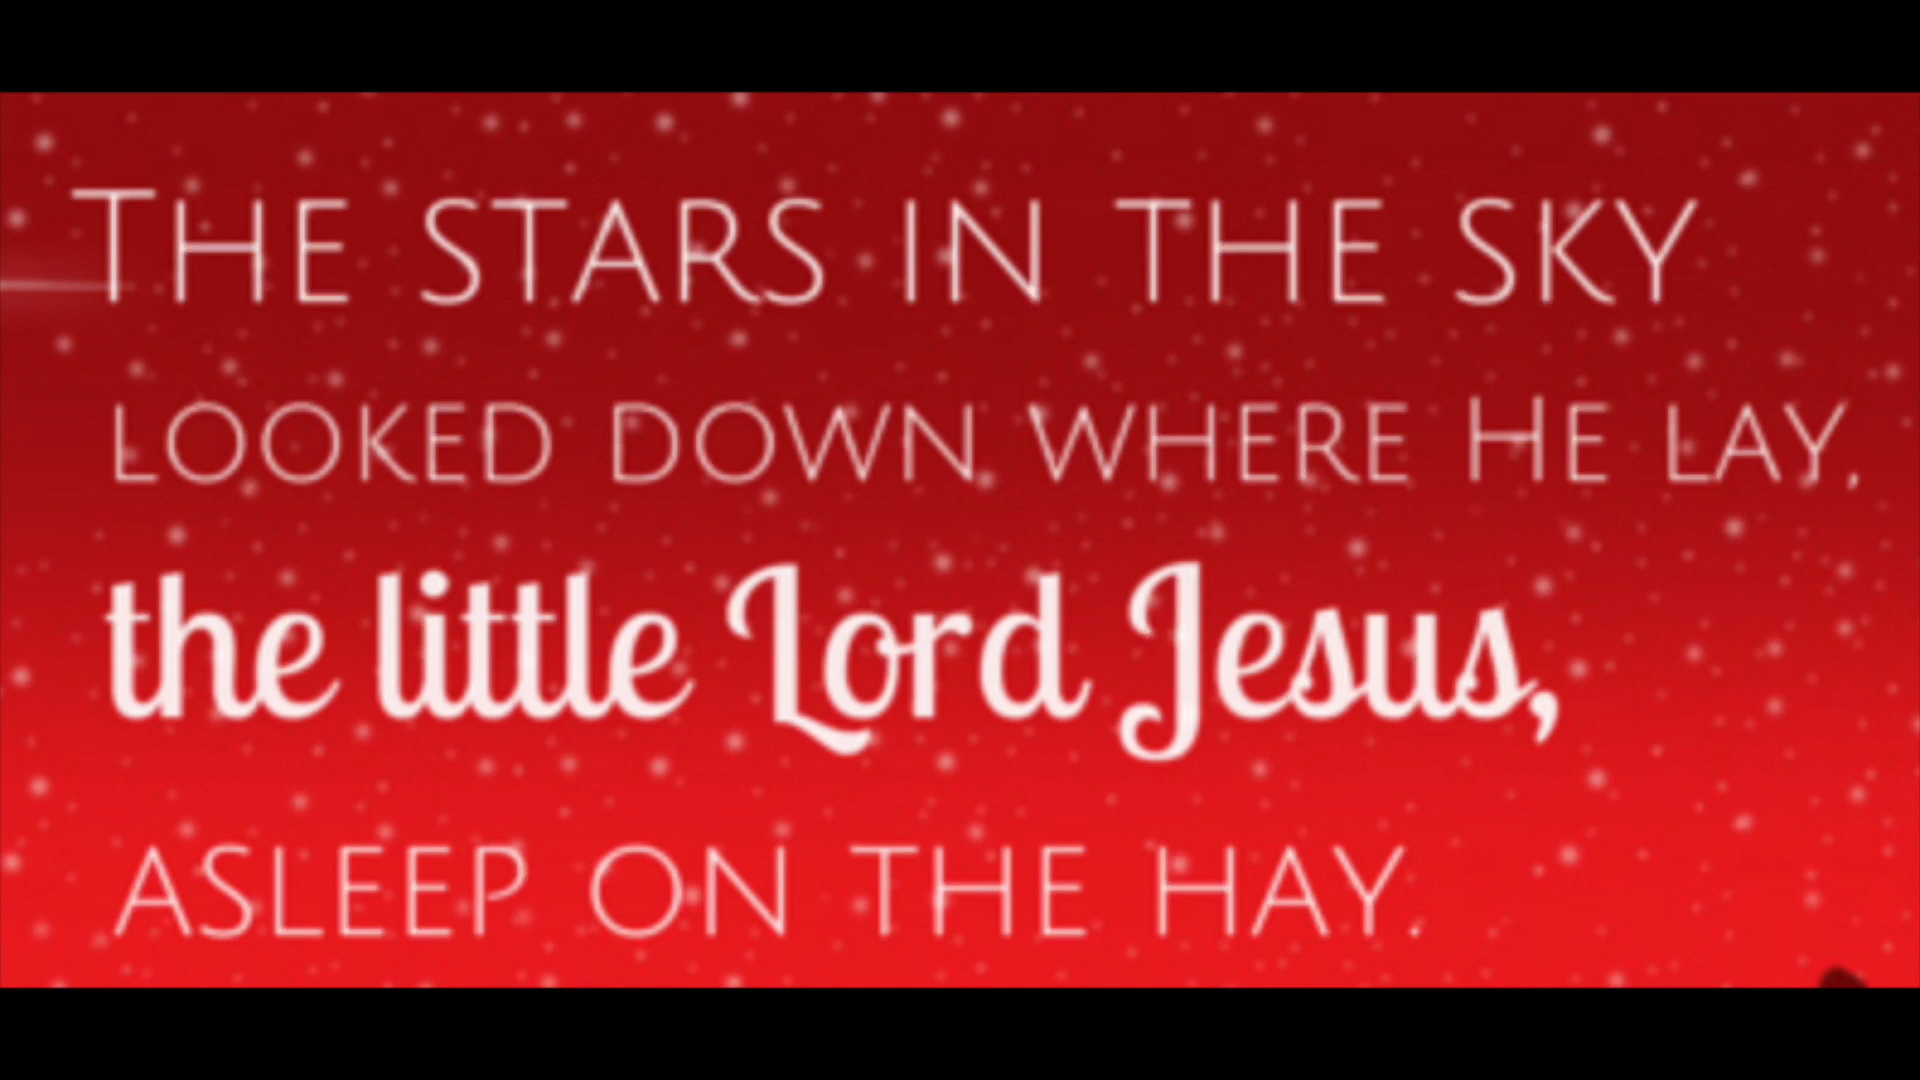 The stars in the sky
looked down where He lay,
the little Lord Jesus,
asleep on the hay.